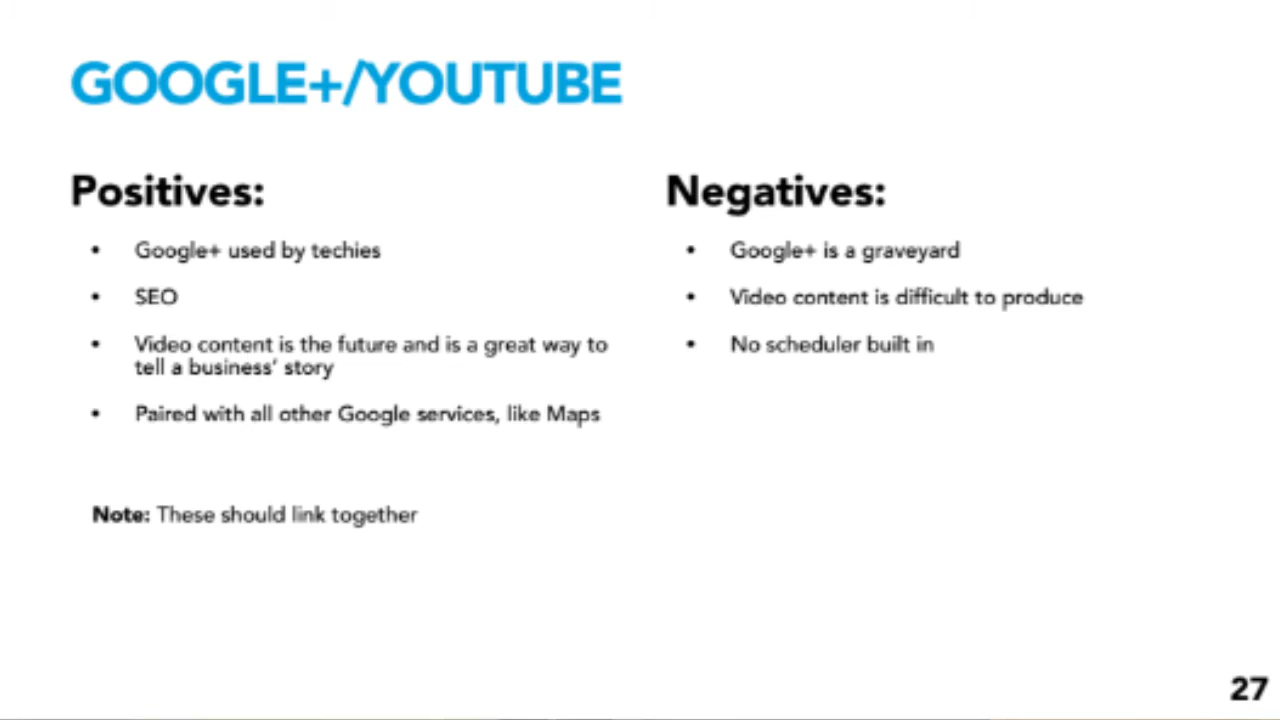 GOOGLE+/YOUTUBE
Positives:
• Google+ used by techies
• SEO
• Video content is the future and is a great way to
tell a business' story
• Paired with all other Google services, like Maps
Note: These should link together
Negatives:
• Google+ is a graveyard
• Video content is difficult to produce
• No scheduler built in
27